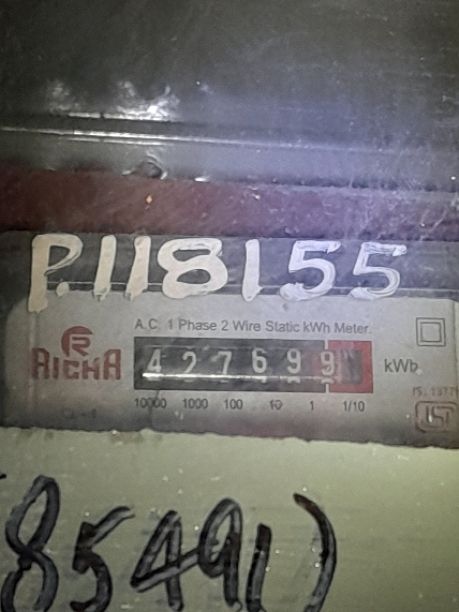 P.118155
A.C. 1 Phase 2 Wire Static kWh Meter.
R
RICHA
427699
kWh
10000 1000 100 10 1 1/10
ISI
85490